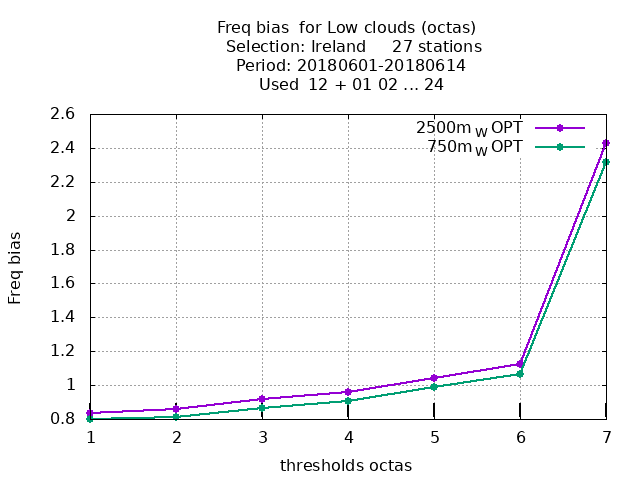 Freq bias  for Low clouds (octas)
Selection: Ireland     27 stations
Period: 20180601-20180614
Used  12 + 01 02 ... 24
2500m_W OPT
750m_W OPT
2.6
2.4
2.2
2
1.8
1.6
1.4
1.2
1
0.8
Freq bias
1 2 3 4 5 6 7
thresholds octas